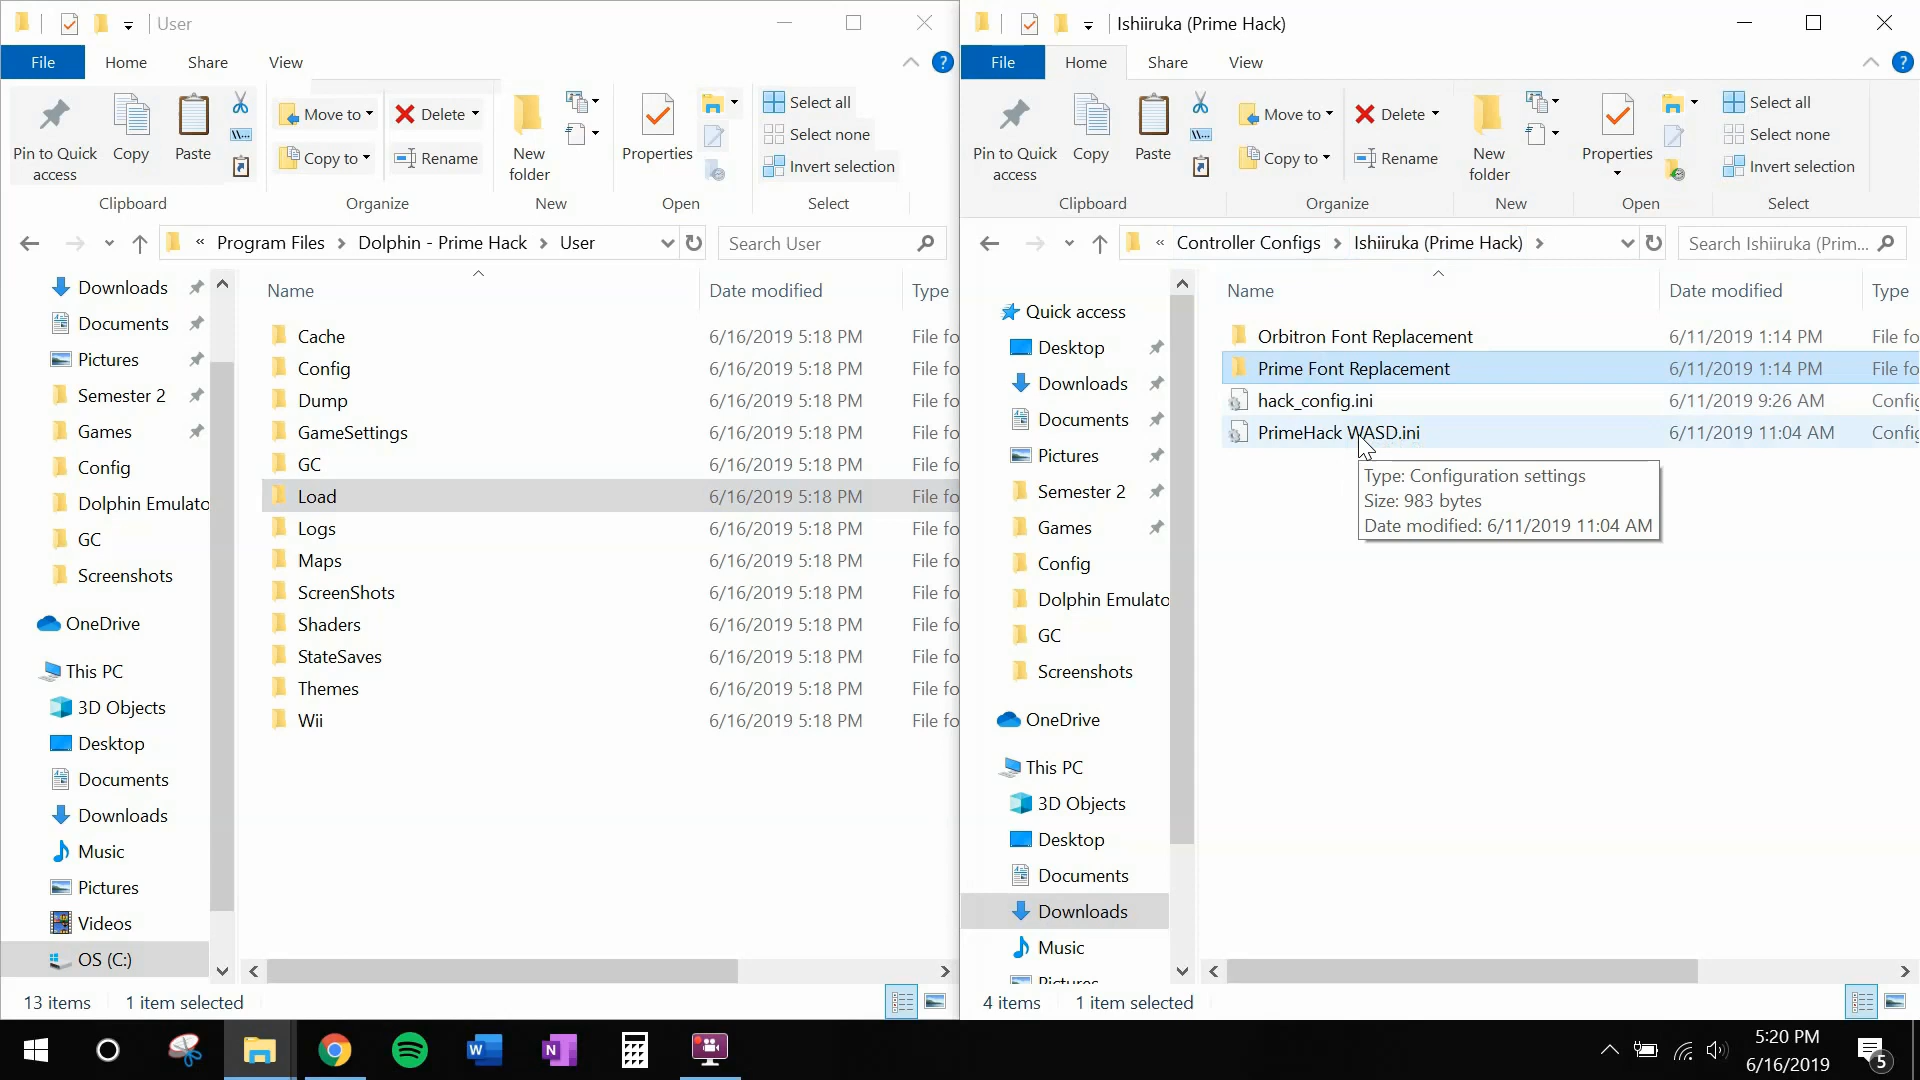 User
File
Home
Share
View
?
Pin to Quick access
Copy
Paste
Move to
Copy to
Delete
Rename
New folder
Properties
Select all
Select none
Invert selection
Clipboard
Organize
New
Open
Select
« Program Files > Dolphin - Prime Hack > User
Search User
Downloads
Documents
Pictures
Semester 2
Games
Config
Dolphin Emulato
GC
Screenshots
OneDrive
This PC
3D Objects
Desktop
Documents
Downloads
Music
Pictures
Videos
OS (C:)
Name Date modified Type
Cache 6/16/2019 5:18 PM File fo
Config 6/16/2019 5:18 PM File fo
Dump 6/16/2019 5:18 PM File fo
GameSettings 6/16/2019 5:18 PM File fo
GC 6/16/2019 5:18 PM File fo
Load 6/16/2019 5:18 PM File fo
Logs 6/16/2019 5:18 PM File fo
Maps 6/16/2019 5:18 PM File fo
ScreenShots 6/16/2019 5:18 PM File fo
Shaders 6/16/2019 5:18 PM File fo
StateSaves 6/16/2019 5:18 PM File fo
Themes 6/16/2019 5:18 PM File fo
Wii 6/16/2019 5:18 PM File fo
13 items 1 item selected
Ishiiruka (Prime Hack)
File
Home
Share
View
?
Pin to Quick access
Copy
Paste
Move to
Copy to
Delete
Rename
New folder
Properties
Select all
Select none
Invert selection
Clipboard
Organize
New
Open
Select
« Controller Configs > Ishiiruka (Prime Hack) >
Search Ishiiruka (Prim...
Quick access
Desktop
Downloads
Documents
Pictures
Semester 2
Games
Config
Dolphin Emulato
GC
Screenshots
OneDrive
This PC
3D Objects
Desktop
Documents
Downloads
Music
Pictures
Name Date modified Type
Orbitron Font Replacement 6/11/2019 1:14 PM File fo
Prime Font Replacement 6/11/2019 1:14 PM File fo
hack_config.ini 6/11/2019 9:26 AM Config
PrimeHack WASD.ini 6/11/2019 11:04 AM Config
Type: Configuration settings
Size: 983 bytes
Date modified: 6/11/2019 11:04 AM
4 items 1 item selected
5:20 PM
6/16/2019
5